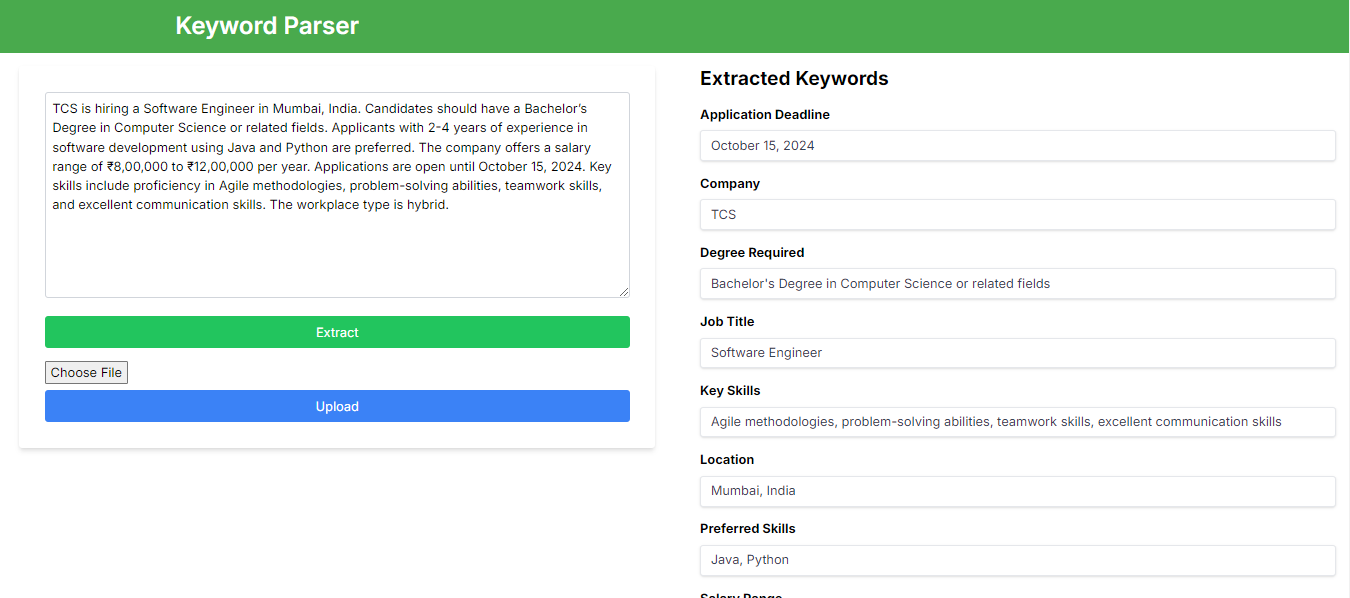 Keyword Parser
TCS is hiring a Software Engineer in Mumbai, India. Candidates should have a Bachelor’s
Degree in Computer Science or related fields. Applicants with 2-4 years of experience in
software development using Java and Python are preferred. The company offers a salary
range of ₹8,00,000 to ₹12,00,000 per year. Applications are open until October 15, 2024. Key
skills include proficiency in Agile methodologies, problem-solving abilities, teamwork skills,
and excellent communication skills. The workplace type is hybrid.
Extract
Choose File
Upload
Extracted Keywords
Application Deadline
October 15, 2024
Company
TCS
Degree Required
Bachelor's Degree in Computer Science or related fields
Job Title
Software Engineer
Key Skills
Agile methodologies, problem-solving abilities, teamwork skills, excellent communication skills
Location
Mumbai, India
Preferred Skills
Java, Python
Salary Range